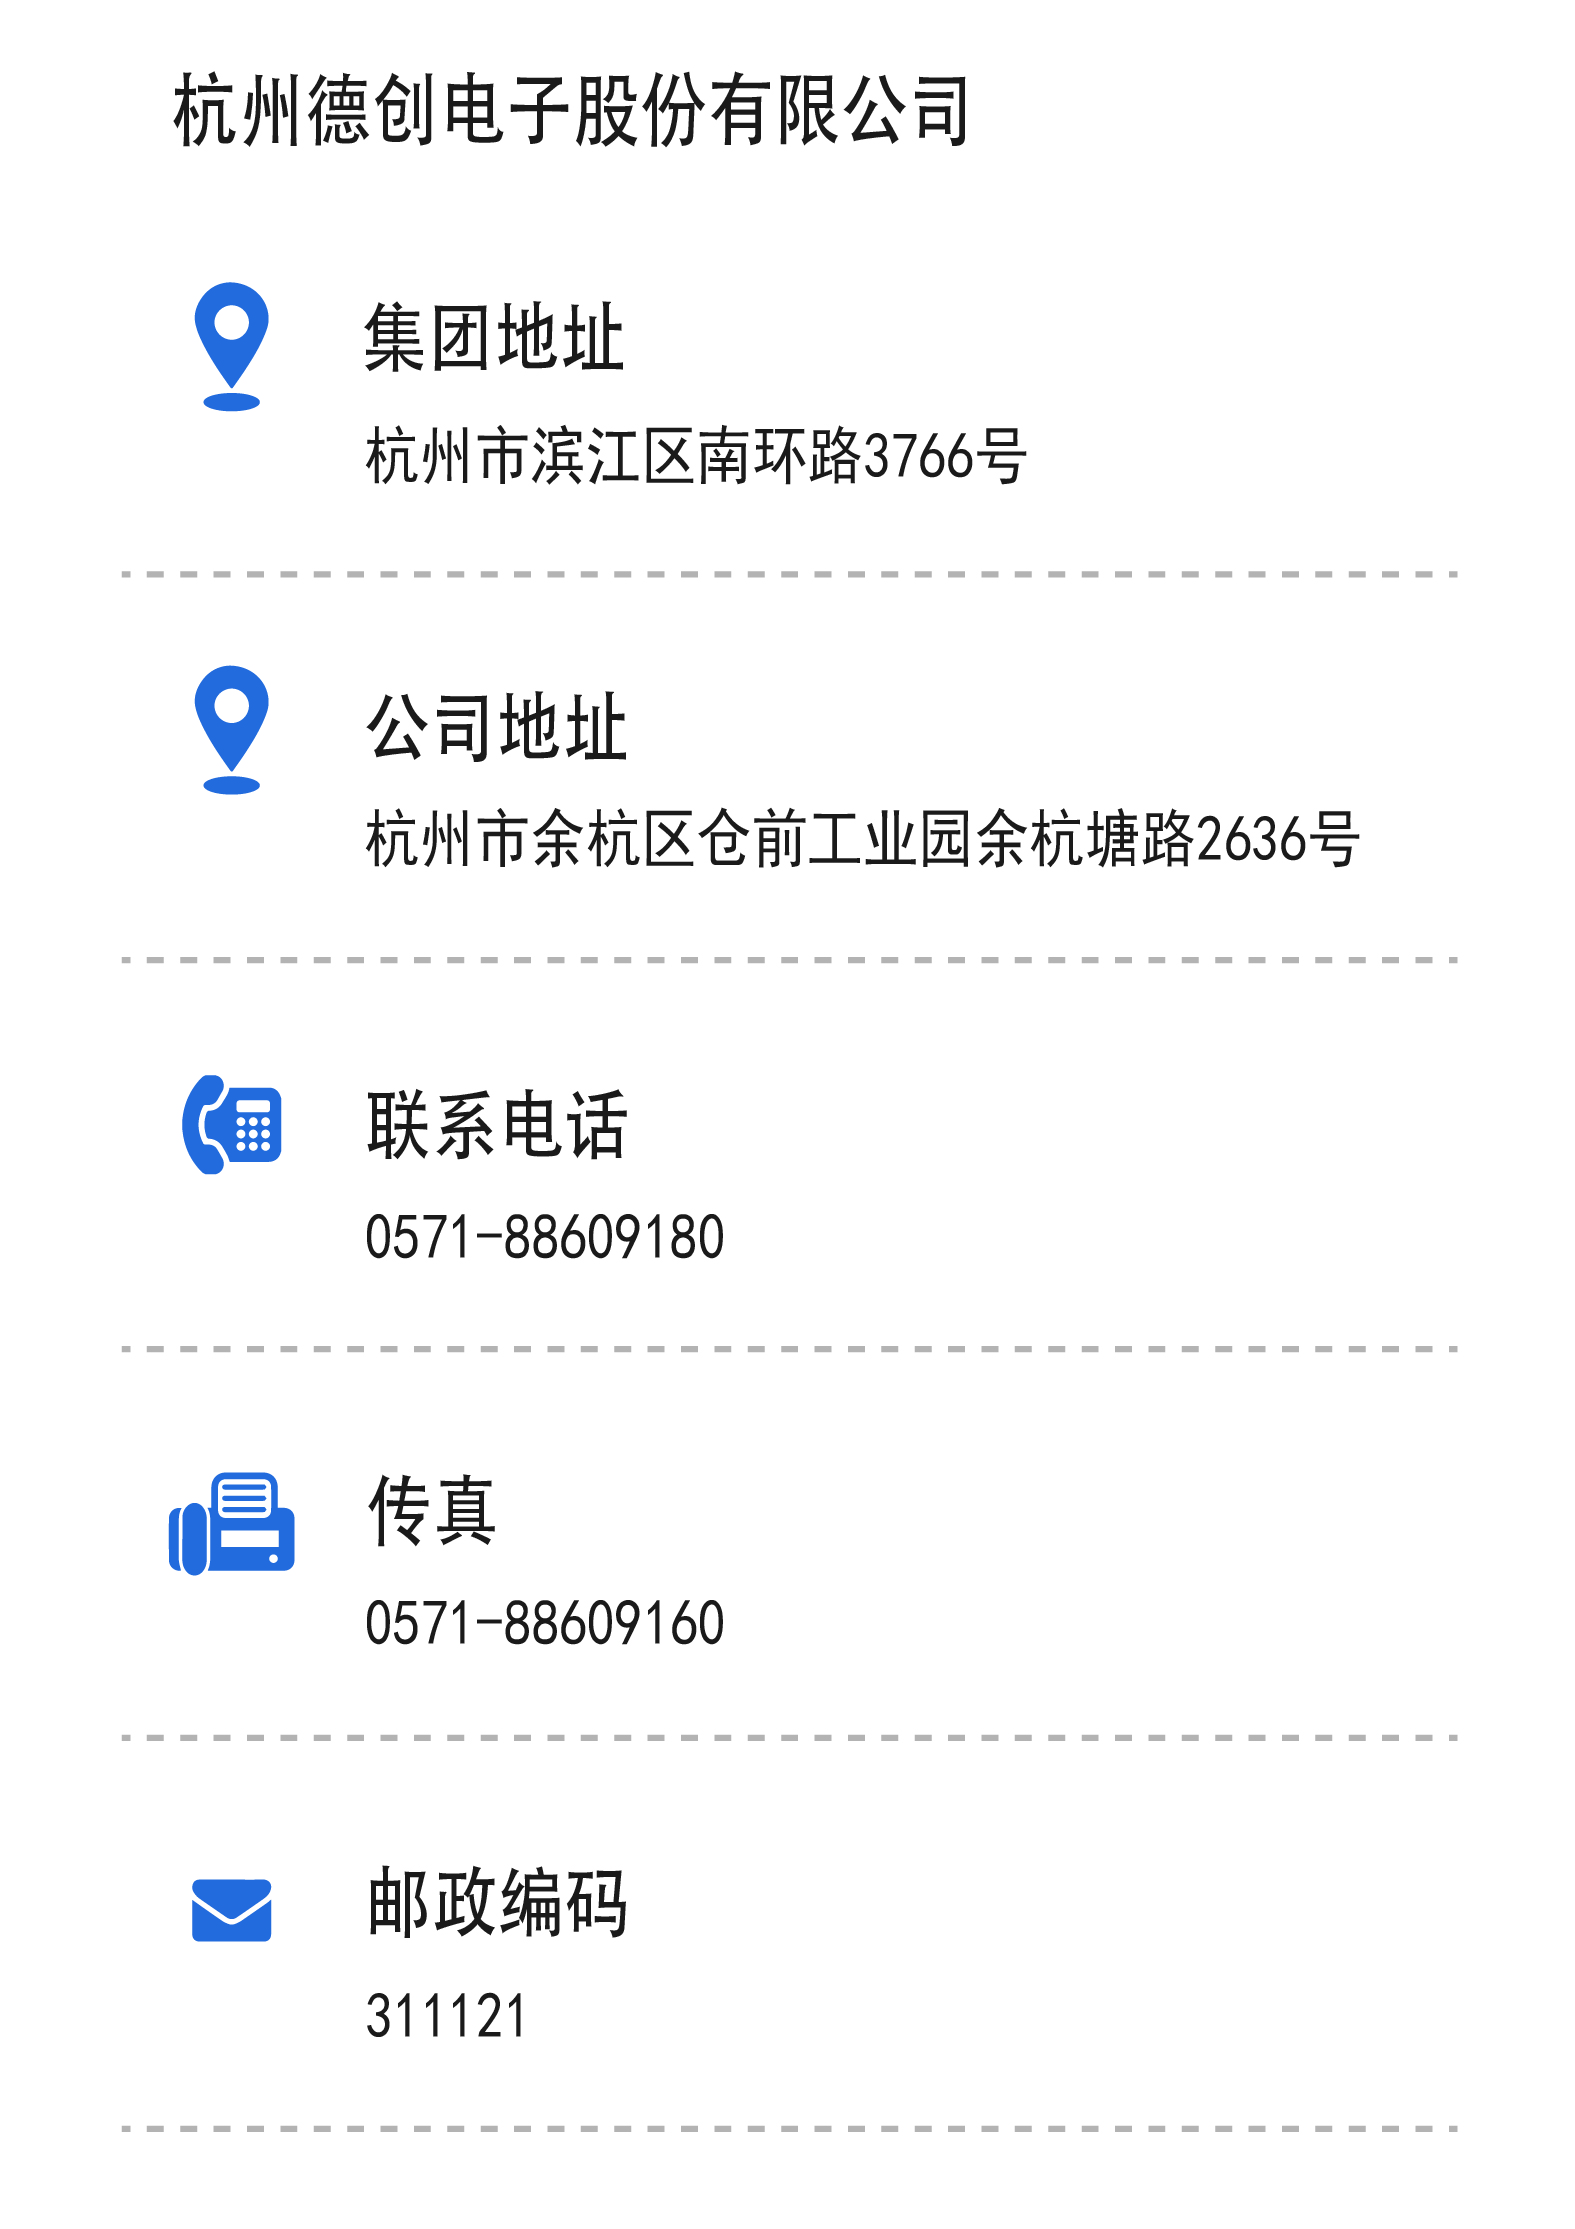 杭州德创电子股份有限公司
集团地址
杭州市滨江区南环路3766号
公司地址
杭州市余杭区仓前工业园余杭塘路2636号
联系电话
0571-88609180
传真
0571-88609160
邮政编码
311121